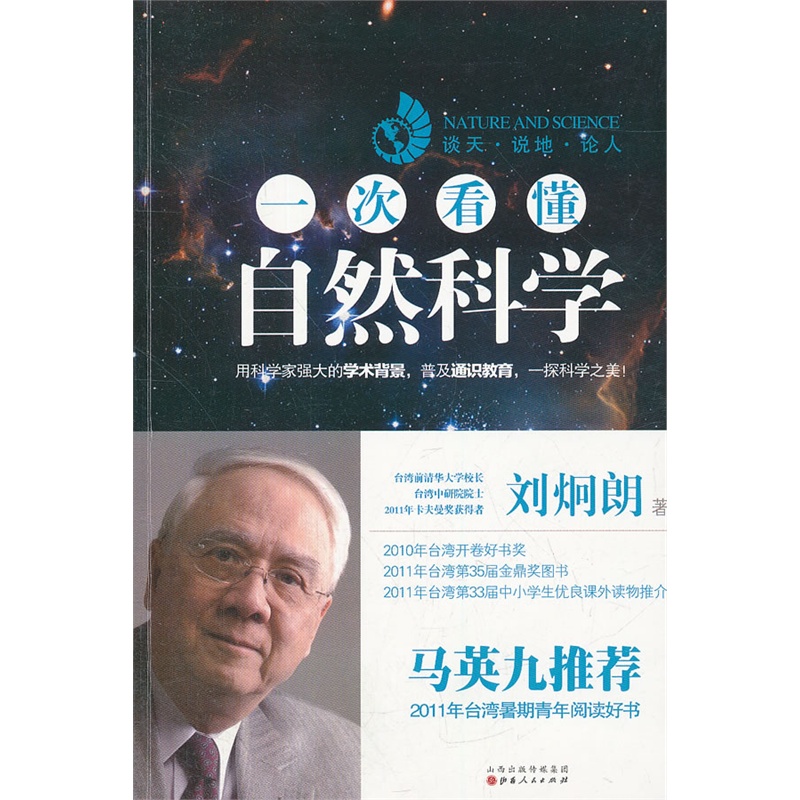 NATURE AND SCIENCE
谈天·说地·论人
一次看懂
自然科学
用科学家强大的学术背景，普及通识教育，一探科学之美！
台湾前清华大学校长
台湾中研院院士
2011年卡夫曼奖获得者
刘炯朗 著
2010年台湾开卷好书奖
2011年台湾第35届金鼎奖图书
2011年台湾第33届中小学生优良课外读物推介
马英九推荐
2011年台湾暑期青年阅读好书
山西出版传媒集团
山西人民出版社